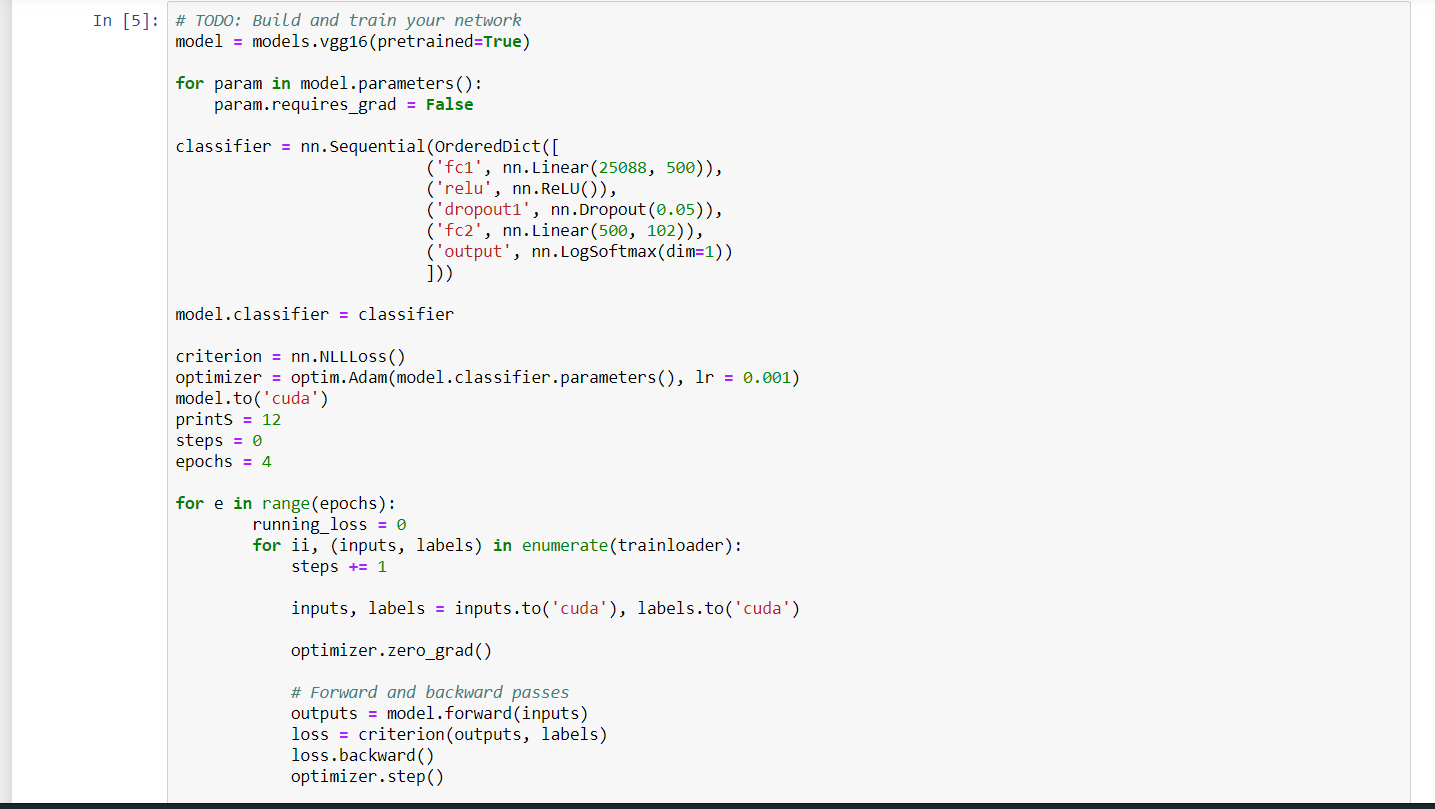 In [5]: # TODO: Build and train your network
model = models.vgg16(pretrained=True)
for param in model.parameters():
    param.requires_grad = False
classifier = nn.Sequential(OrderedDict([
                          ('fc1', nn.Linear(25088, 500)),
                          ('relu', nn.ReLU()),
                          ('dropout1', nn.Dropout(0.05)),
                          ('fc2', nn.Linear(500, 102)),
                          ('output', nn.LogSoftmax(dim=1))
                          ]))
model.classifier = classifier
criterion = nn.NLLLoss()
optimizer = optim.Adam(model.classifier.parameters(), lr = 0.001)
model.to('cuda')
printS = 12
steps = 0
epochs = 4
for e in range(epochs):
        running_loss = 0
        for ii, (inputs, labels) in enumerate(trainloader):
            steps += 1
            inputs, labels = inputs.to('cuda'), labels.to('cuda')
            optimizer.zero_grad()
            # Forward and backward passes
            outputs = model.forward(inputs)
            loss = criterion(outputs, labels)
            loss.backward()
            optimizer.step()